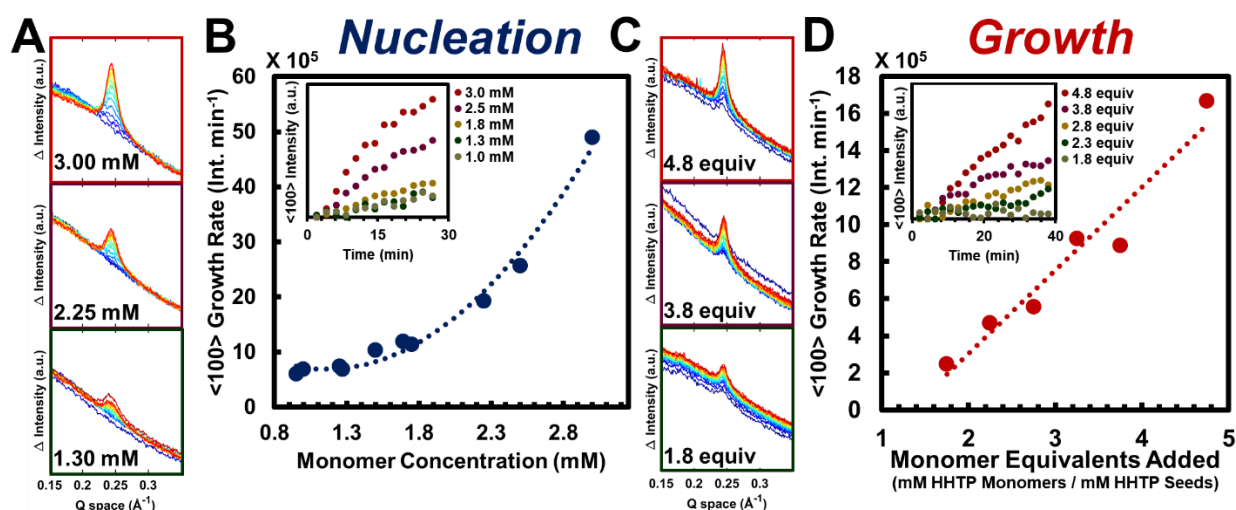 A
Δ Intensity (a.u.)
3.00 mM
Δ Intensity (a.u.)
2.25 mM
Δ Intensity (a.u.)
1.30 mM
0.15 0.2 0.25 0.3
Q space (Å⁻¹)
B
Nucleation
X 10⁵
<100> Growth Rate (Int. min⁻¹)
60
50
40
30
20
10
0
0.8 1.3 1.8 2.3 2.8
Monomer Concentration (mM)
<100> Intensity (a.u.)
0 15 30
Time (min)
3.0 mM
2.5 mM
1.8 mM
1.3 mM
1.0 mM
C
Δ Intensity (a.u.)
4.8 equiv
Δ Intensity (a.u.)
3.8 equiv
Δ Intensity (a.u.)
1.8 equiv
0.15 0.2 0.25 0.3
Q space (Å⁻¹)
D
Growth
X 10⁵
<100> Growth Rate (Int. min⁻¹)
18
16
14
12
10
8
6
4
2
0
1 2 3 4 5
Monomer Equivalents Added
(mM HHTP Monomers / mM HHTP Seeds)
<100> Intensity (a.u.)
0 20 40
Time (min)
4.8 equiv
3.8 equiv
2.8 equiv
2.3 equiv
1.8 equiv